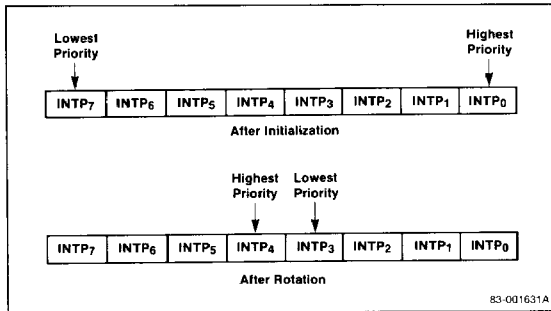 Lowest Priority
Highest Priority
INTP7 INTP6 INTP5 INTP4 INTP3 INTP2 INTP1 INTP0
After Initialization
Highest Priority
Lowest Priority
INTP7 INTP6 INTP5 INTP4 INTP3 INTP2 INTP1 INTP0
After Rotation
83-001631A